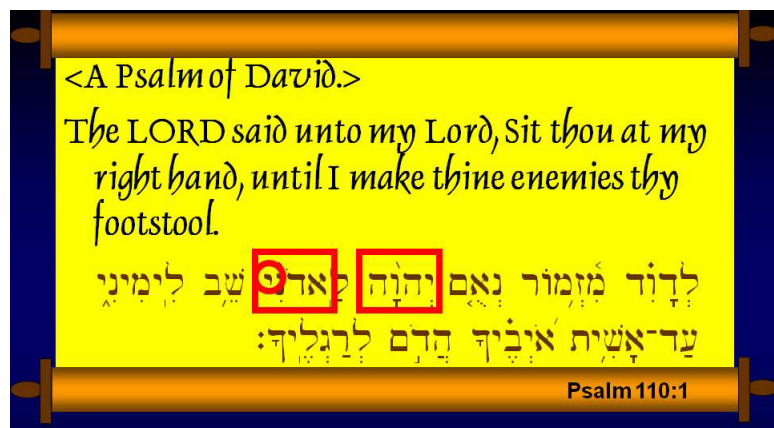 <A Psalm of David.>
The LORD said unto my Lord, Sit thou at my
right hand, until I make thine enemies thy
footstool.
לְדָוִ֗ד מִ֫זְמ֥וֹר נְאֻ֤ם יְהוָ֨ה לַֽאדֹנִ֗י שֵׁ֥ב לִֽימִינִ֑י
עַד־אָשִׁ֥ית אֹ֝יְבֶ֗יךָ הֲדֹ֣ם לְרַגְלֶֽיךָ׃
Psalm 110:1